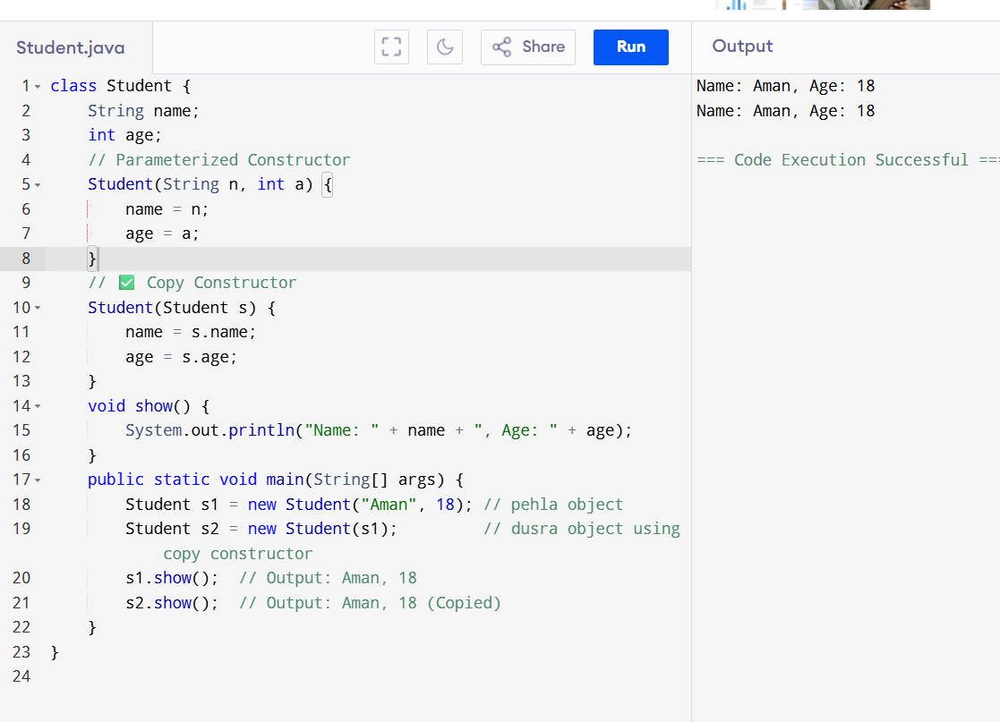 Student.java
Share
Run
Output
1 class Student {
2     String name;
3     int age;
4     // Parameterized Constructor
5     Student(String n, int a) {
6         name = n;
7         age = a;
8     }
9     // ✅ Copy Constructor
10     Student(Student s) {
11         name = s.name;
12         age = s.age;
13     }
14     void show() {
15         System.out.println("Name: " + name + ", Age: " + age);
16     }
17     public static void main(String[] args) {
18         Student s1 = new Student("Aman", 18); // pehla object
19         Student s2 = new Student(s1);         // dusra object using
            copy constructor
20         s1.show();  // Output: Aman, 18
21         s2.show();  // Output: Aman, 18 (Copied)
22     }
23 }
24
Name: Aman, Age: 18
Name: Aman, Age: 18
=== Code Execution Successful ===